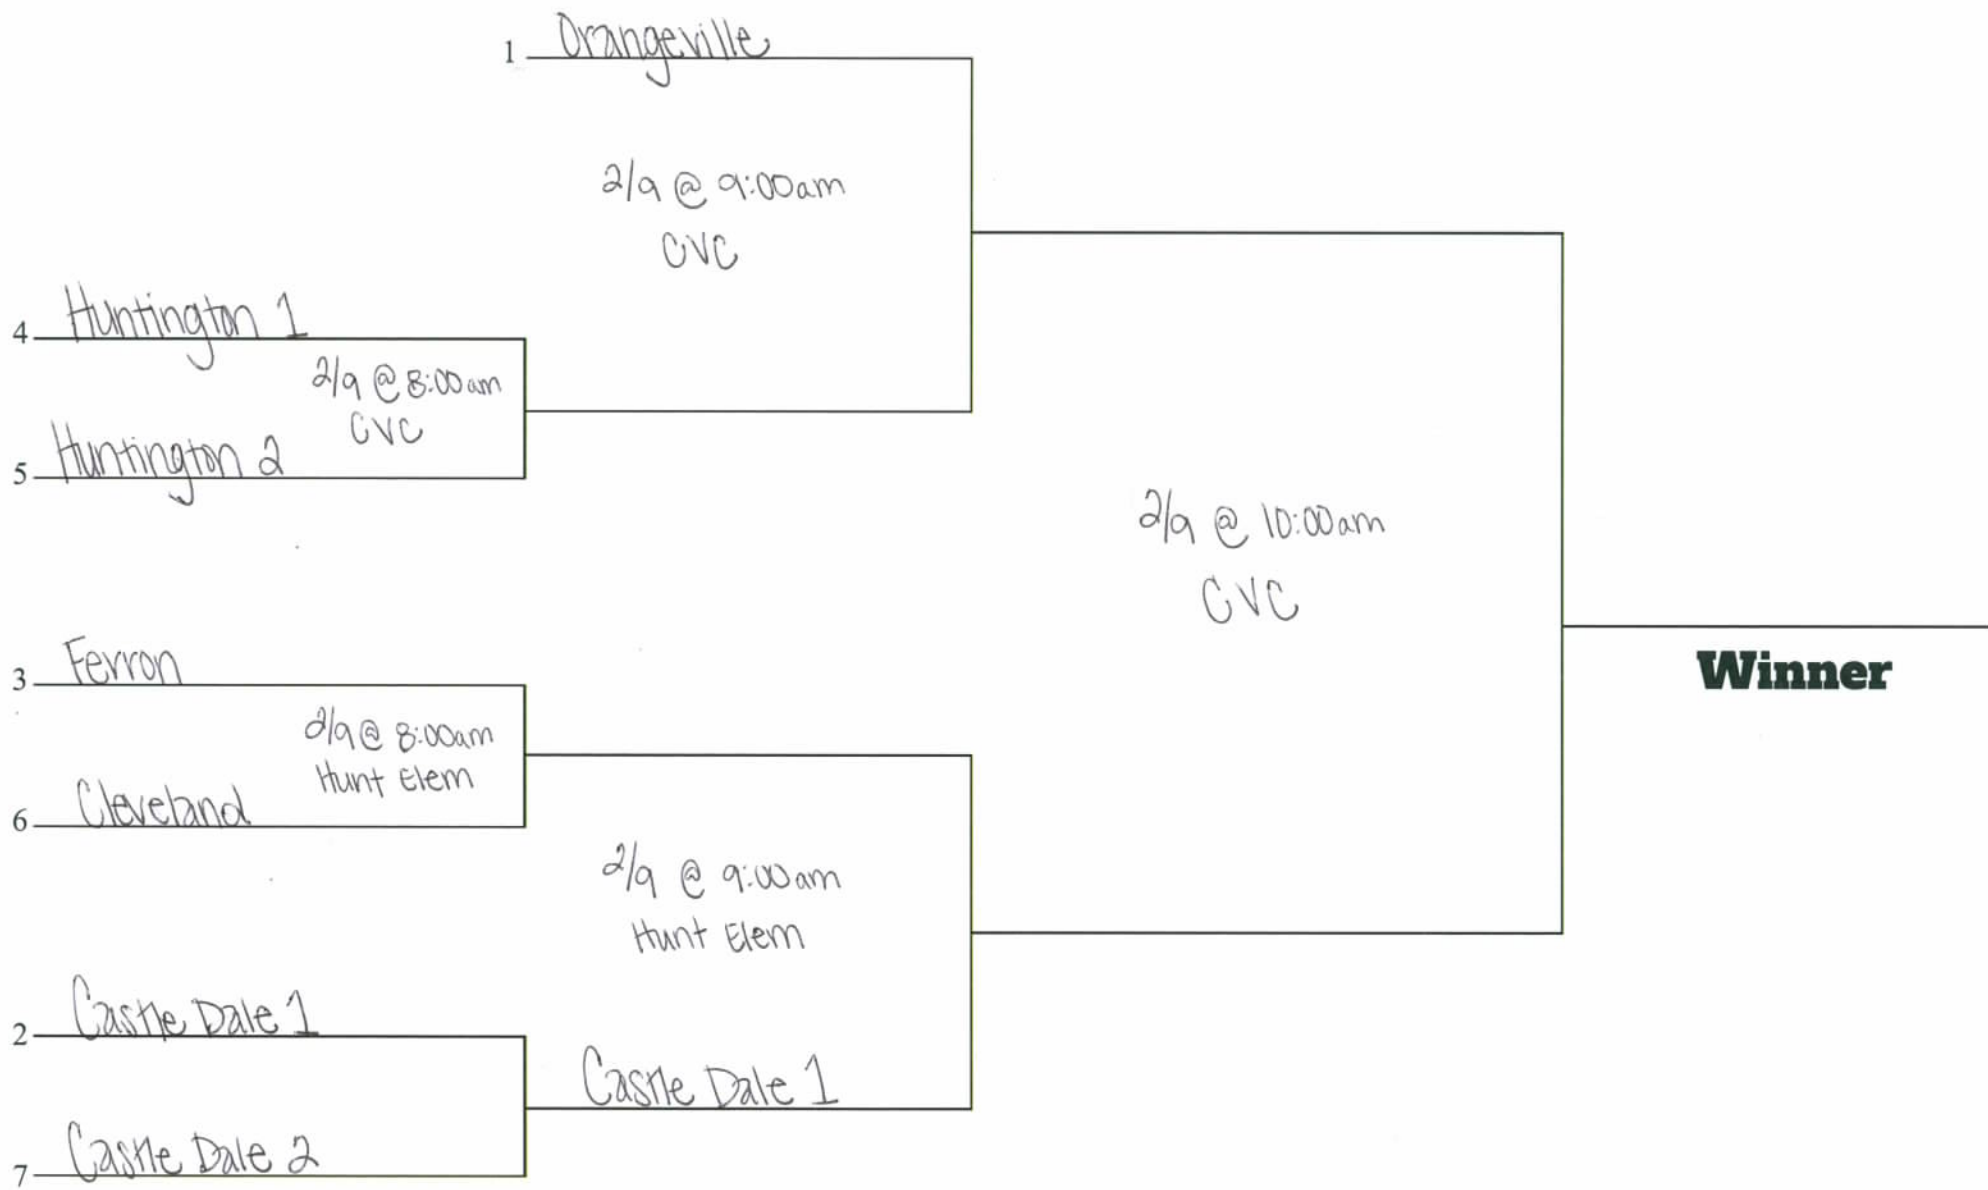 1 Orangeville
2/9 @ 9:00am
CVC
4 Huntington 1
2/9 @ 8:00am
CVC
5 Huntington 2
2/9 @ 10:00am
CVC
Winner
3 Ferron
2/9 @ 8:00am
Hunt Elem
6 Cleveland
2/9 @ 9:00am
Hunt Elem
2 Castle Dale 1
Castle Dale 1
7 Castle Dale 2